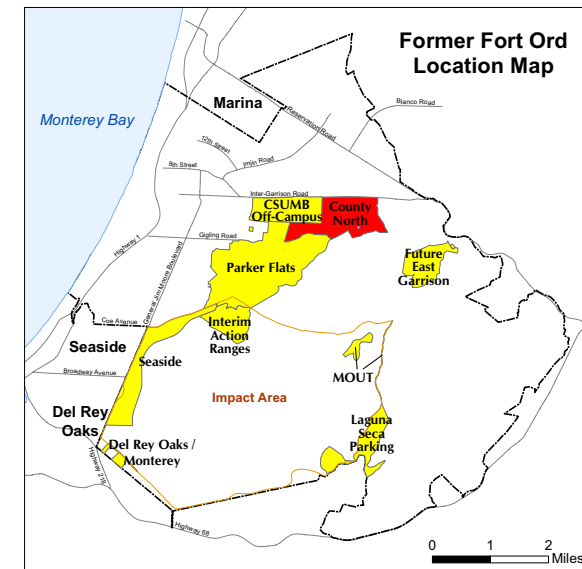 Former Fort Ord
Location Map
Marina
Blanco Road
Reservation Road
Monterey Bay
12th Street
Imjin Road
8th Street
Inter-Garrison Road
CSUMB
Off-Campus
County
North
Gigling Road
Highway 1
General Jim Moore Boulevard
Parker Flats
Future
East
Garrison
Coe Avenue
Interim
Action
Ranges
Seaside
Seaside
MOUT
Broadway Avenue
Impact Area
Del Rey
Oaks
Laguna
Seca
Parking
Del Rey Oaks /
Monterey
Highway 218
Highway 68
0 1 2
Miles